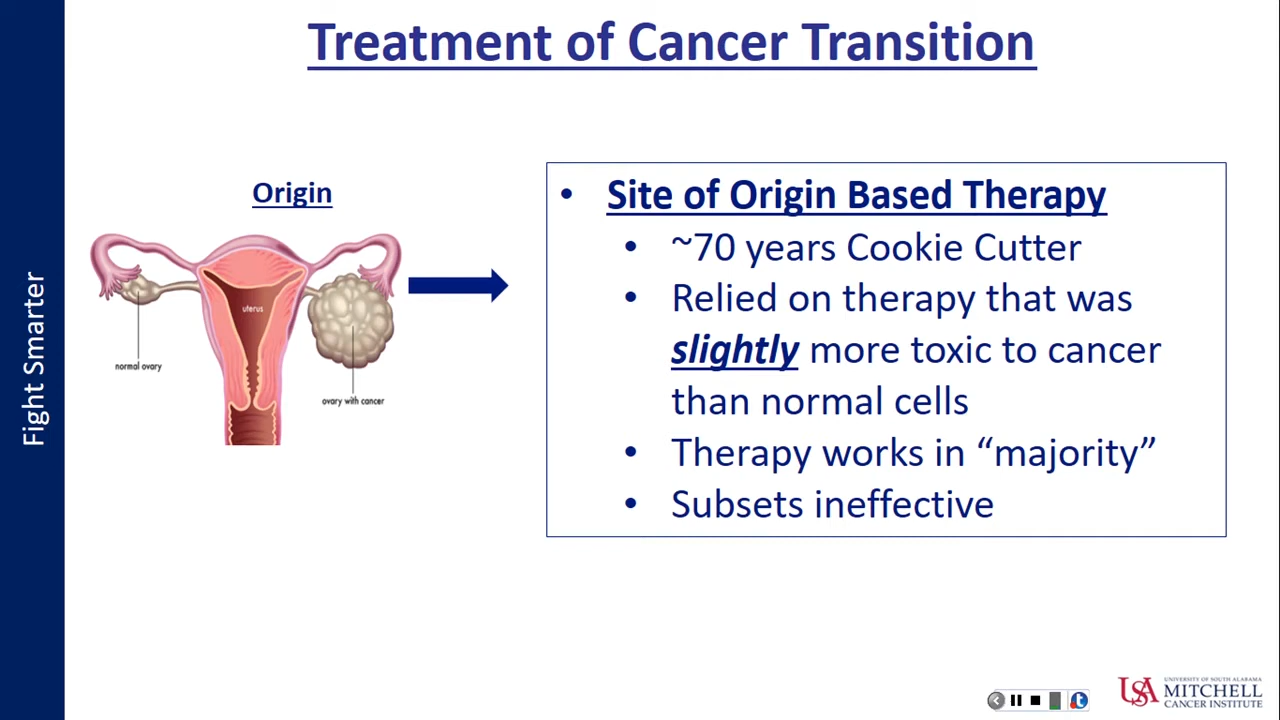 Treatment of Cancer Transition
Fight Smarter
Origin
uterus
normal ovary
ovary with cancer
• Site of Origin Based Therapy
• ~70 years Cookie Cutter
• Relied on therapy that was
slightly more toxic to cancer
than normal cells
• Therapy works in “majority”
• Subsets ineffective
USA
UNIVERSITY OF SOUTH ALABAMA
MITCHELL
CANCER INSTITUTE
t